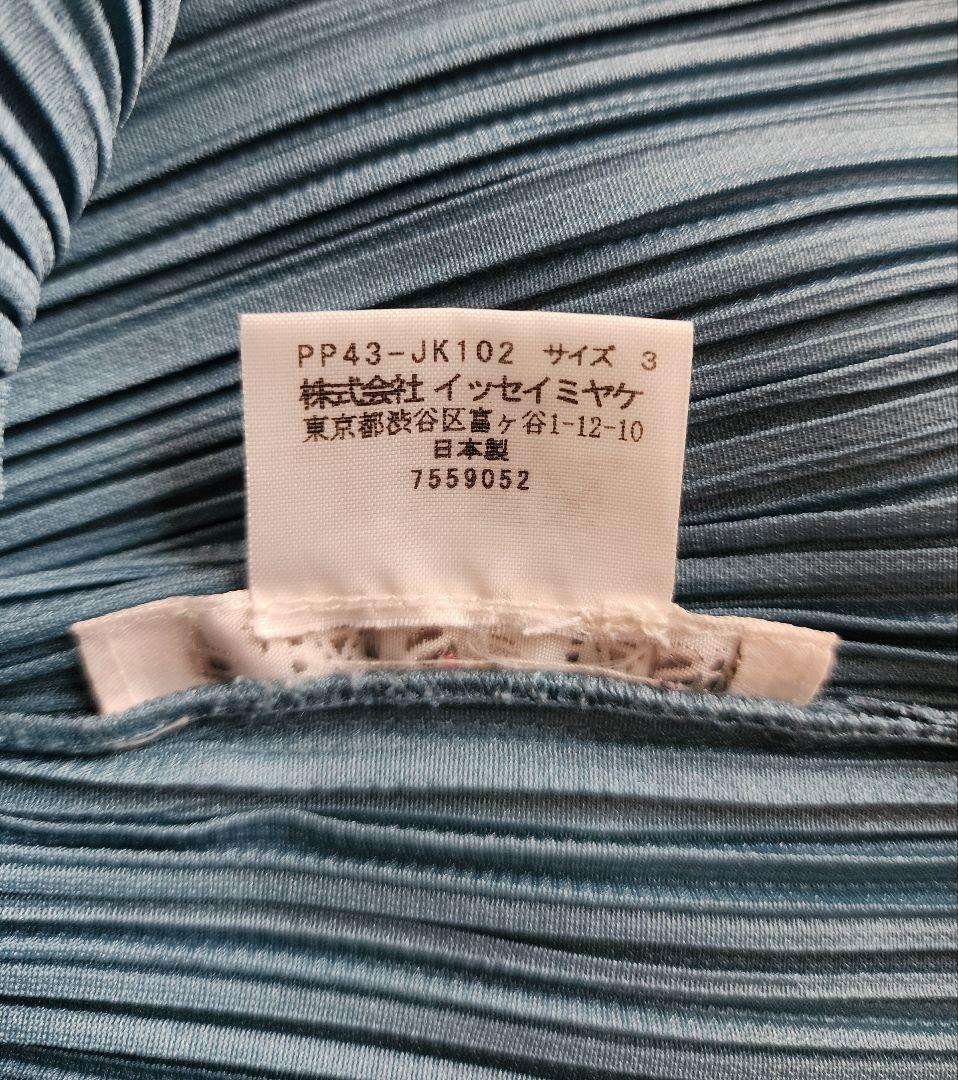 PP43-JK102 サイズ 3
株式会社 イッセイミヤケ
東京都渋谷区富ヶ谷1-12-10
日本製
7559052